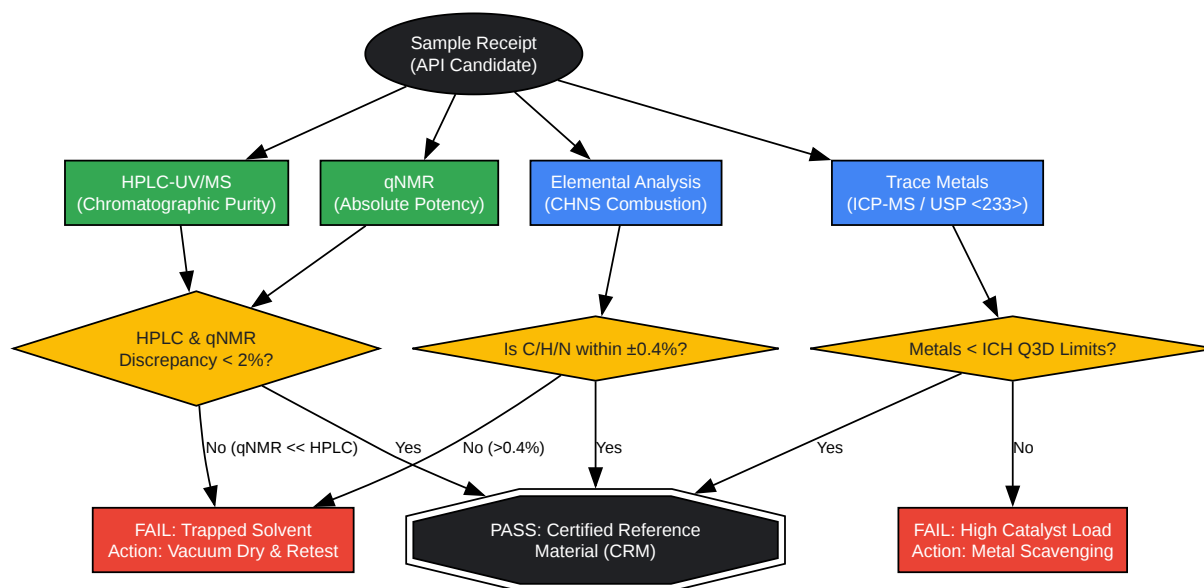 Sample Receipt
(API Candidate)
HPLC-UV/MS
(Chromatographic Purity)
qNMR
(Absolute Potency)
Elemental Analysis
(CHNS Combustion)
Trace Metals
(ICP-MS / USP <233>)
HPLC & qNMR
Discrepancy < 2%?
Is C/H/N within ±0.4%?
Metals < ICH Q3D Limits?
No (qNMR << HPLC)
Yes
No (>0.4%)
Yes
Yes
No
FAIL: Trapped Solvent
Action: Vacuum Dry & Retest
PASS: Certified Reference
Material (CRM)
FAIL: High Catalyst Load
Action: Metal Scavenging